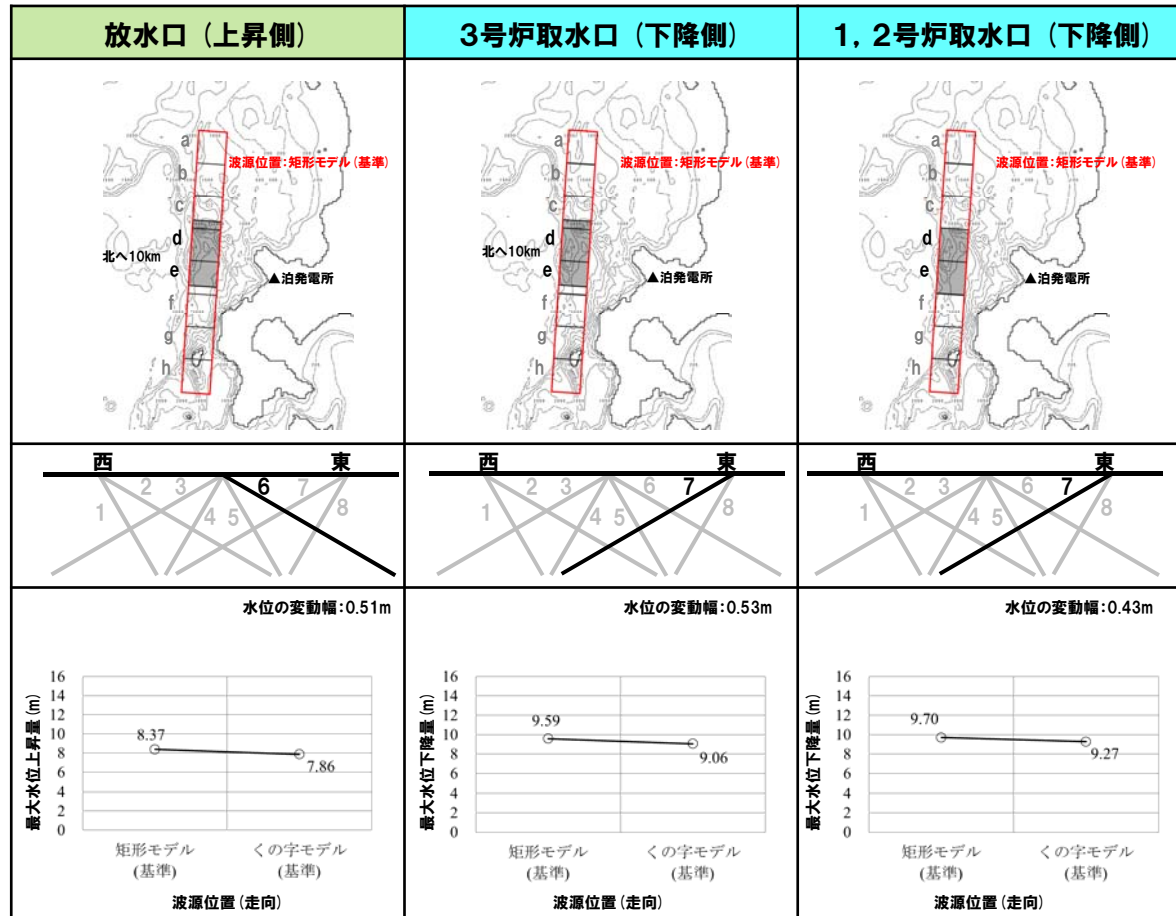 放水口（上昇側）
3号炉取水口（下降側）
1，2号炉取水口（下降側）
a
波源位置:矩形モデル(基準)
b
c
d
北へ10km
e
▲泊発電所
f
g
h
a
波源位置:矩形モデル(基準)
b
c
d
北へ10km
e
▲泊発電所
f
g
h
a
波源位置:矩形モデル(基準)
b
c
d
e
▲泊発電所
f
g
h
西 東
1 2 3 4 5 6 7 8
西 東
1 2 3 4 5 6 7 8
西 東
1 2 3 4 5 6 7 8
水位の変動幅:0.51m
最大水位上昇量(m)
16
14
12
10
8
6
4
2
0
8.37
7.86
矩形モデル
(基準)
くの字モデル
(基準)
波源位置(走向)
水位の変動幅:0.53m
最大水位下降量(m)
16
14
12
10
8
6
4
2
0
9.59
9.06
矩形モデル
(基準)
くの字モデル
(基準)
波源位置(走向)
水位の変動幅:0.43m
最大水位下降量(m)
16
14
12
10
8
6
4
2
0
9.70
9.27
矩形モデル
(基準)
くの字モデル
(基準)
波源位置(走向)